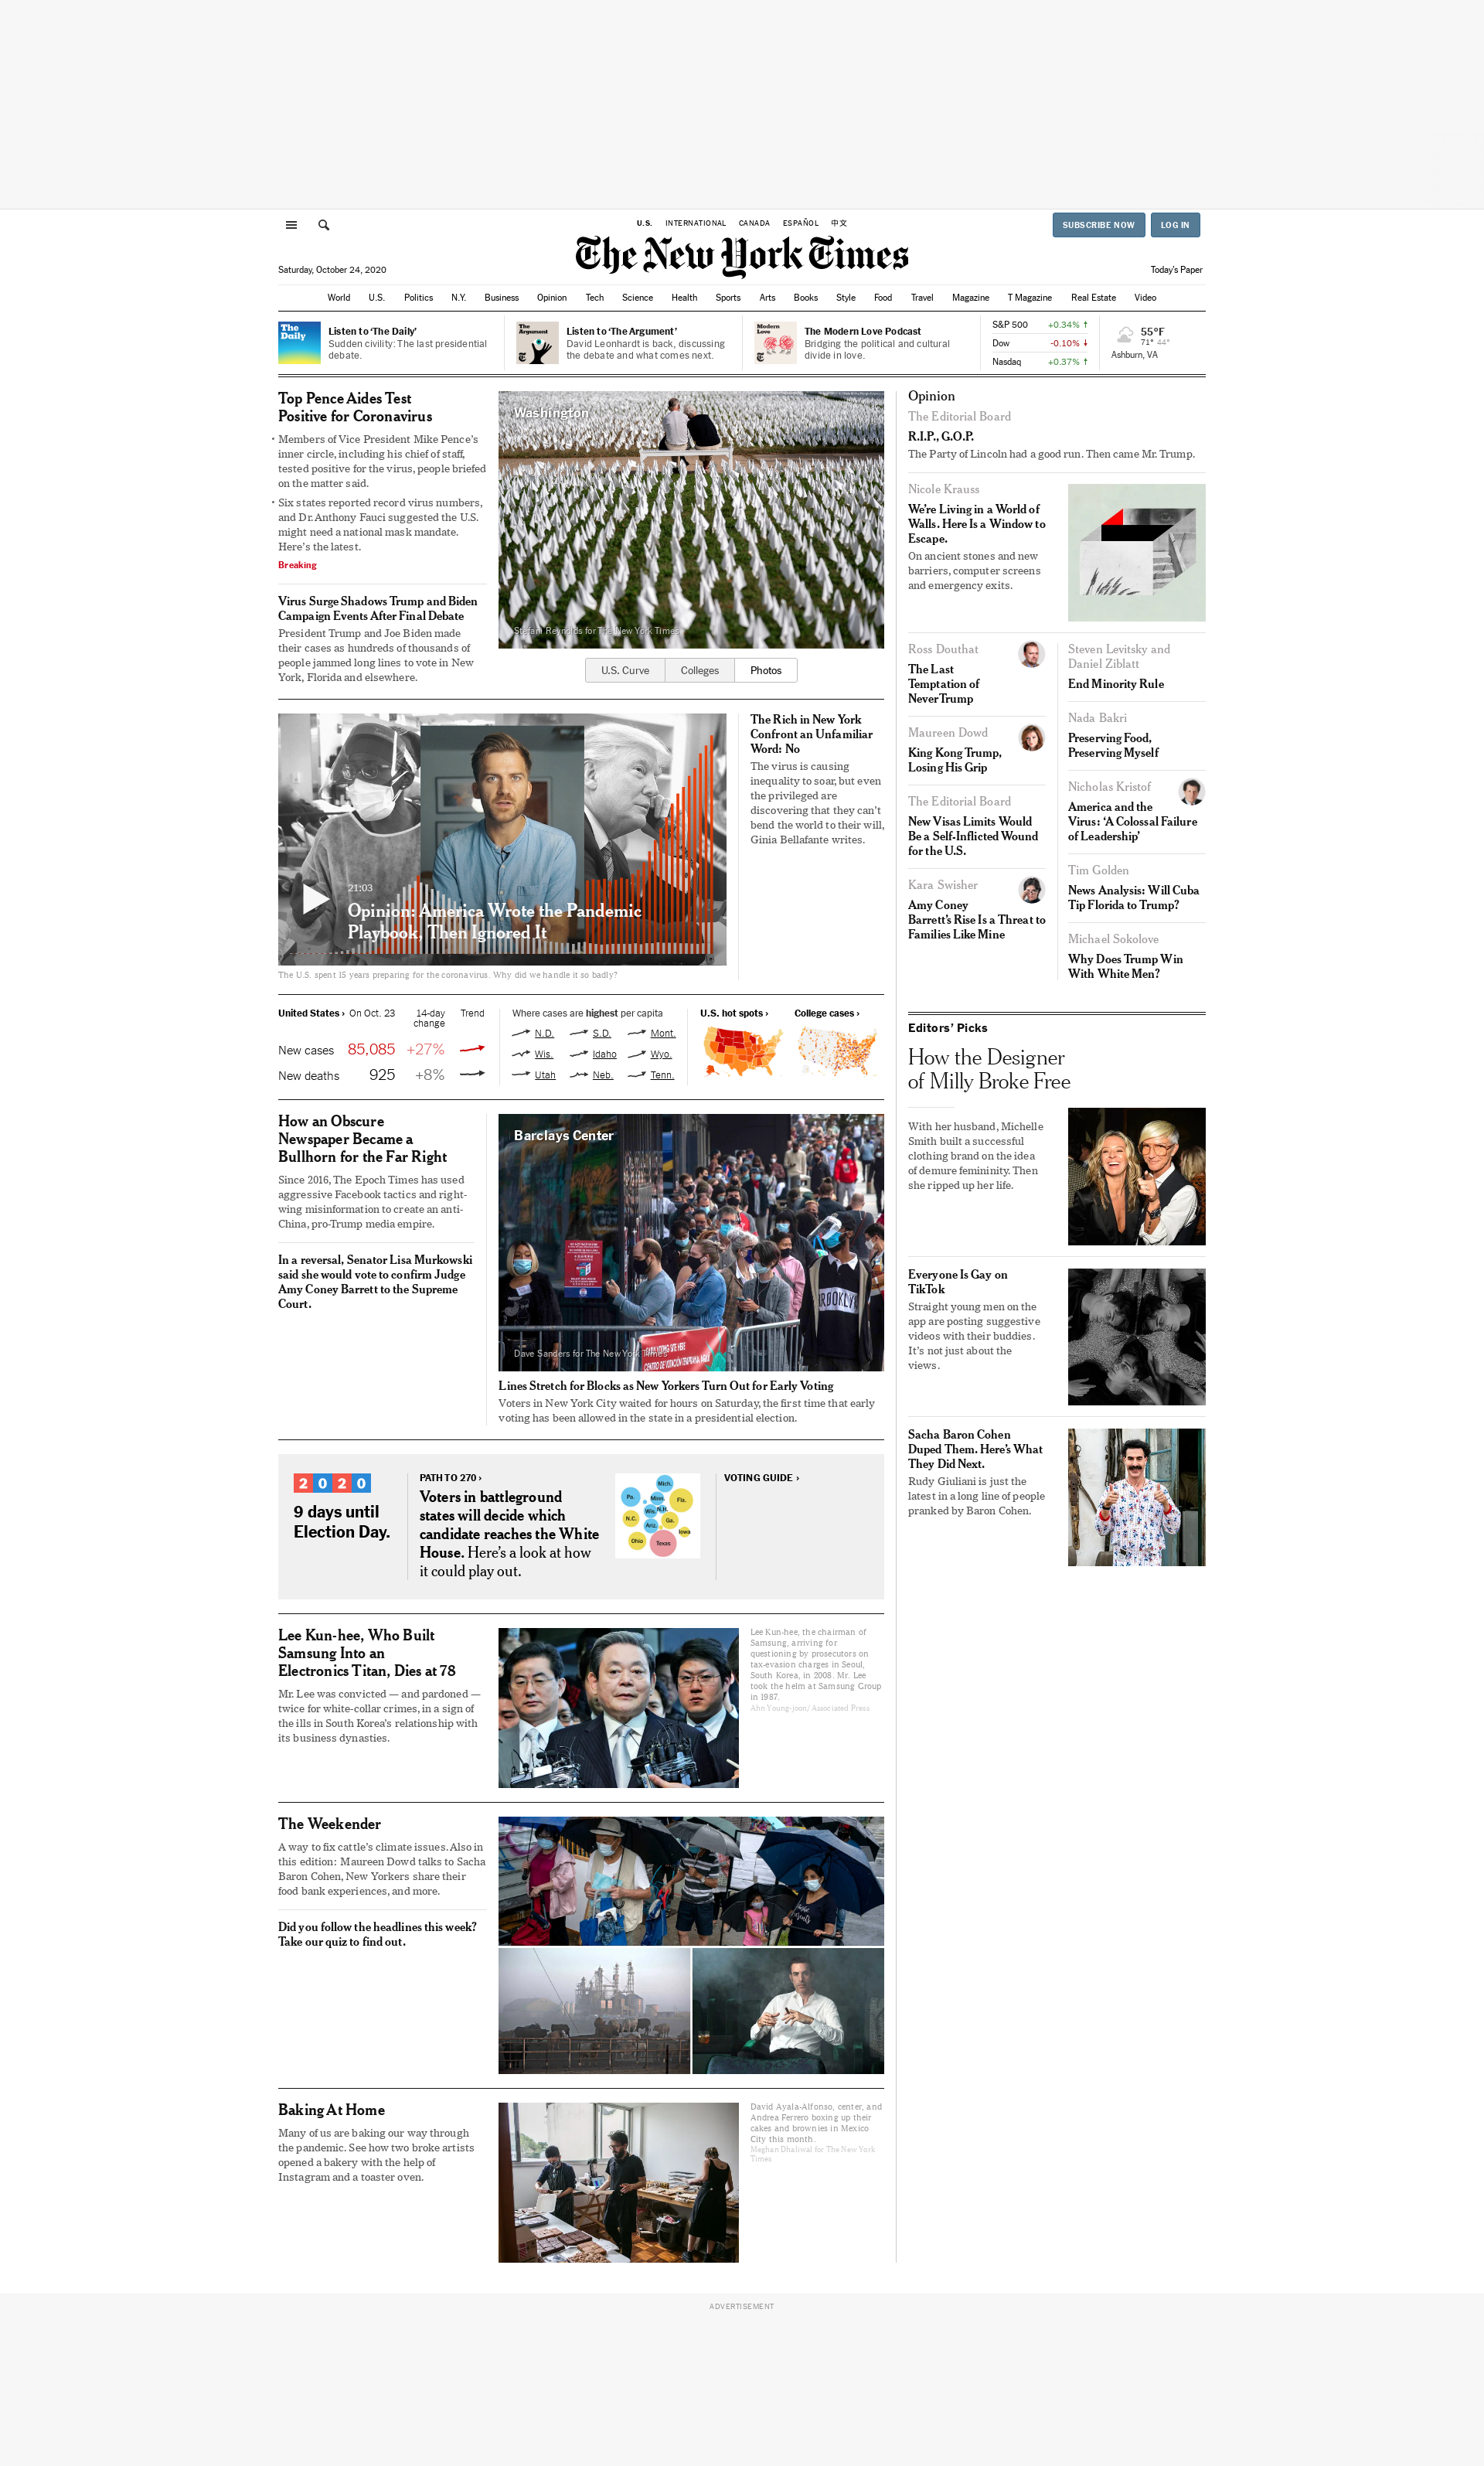 U.S. INTERNATIONAL CANADA ESPAÑOL 中文
SUBSCRIBE NOW LOG IN
The New York Times
Saturday, October 24, 2020
Today's Paper
World U.S. Politics N.Y. Business Opinion Tech Science Health Sports Arts Books Style Food Travel Magazine T Magazine Real Estate Video
The
Daily
Listen to ‘The Daily’
Sudden civility: The last presidential
debate.
The
Argument
Listen to ‘The Argument’
David Leonhardt is back, discussing
the debate and what comes next.
Modern
Love
The Modern Love Podcast
Bridging the political and cultural
divide in love.
S&P 500 +0.34% ↑
Dow -0.10% ↓
Nasdaq +0.37% ↑
55°F
71° 44°
Ashburn, VA
Top Pence Aides Test
Positive for Coronavirus
• Members of Vice President Mike Pence’s
inner circle, including his chief of staff,
tested positive for the virus, people briefed
on the matter said.
• Six states reported record virus numbers,
and Dr. Anthony Fauci suggested the U.S.
might need a national mask mandate.
Here’s the latest.
Breaking
Virus Surge Shadows Trump and Biden
Campaign Events After Final Debate
President Trump and Joe Biden made
their cases as hundreds of thousands of
people jammed long lines to vote in New
York, Florida and elsewhere.
Washington
Stefani Reynolds for The New York Times
U.S. Curve Colleges Photos
21:03
Opinion: America Wrote the Pandemic
Playbook, Then Ignored It
The U.S. spent 15 years preparing for the coronavirus. Why did we handle it so badly?
The Rich in New York
Confront an Unfamiliar
Word: No
The virus is causing
inequality to soar, but even
the privileged are
discovering that they can’t
bend the world to their will,
Ginia Bellafante writes.
United States › On Oct. 23 14-day
change Trend
New cases 85,085 +27%
New deaths 925 +8%
Where cases are highest per capita
N.D. S.D. Mont.
Wis. Idaho Wyo.
Utah Neb. Tenn.
U.S. hot spots ›
College cases ›
How an Obscure
Newspaper Became a
Bullhorn for the Far Right
Since 2016, The Epoch Times has used
aggressive Facebook tactics and right-
wing misinformation to create an anti-
China, pro-Trump media empire.
In a reversal, Senator Lisa Murkowski
said she would vote to confirm Judge
Amy Coney Barrett to the Supreme
Court.
Barclays Center
BROOKLYN
Dave Sanders for The New York Times
Lines Stretch for Blocks as New Yorkers Turn Out for Early Voting
Voters in New York City waited for hours on Saturday, the first time that early
voting has been allowed in the state in a presidential election.
2020
9 days until
Election Day.
PATH TO 270 ›
Voters in battleground
states will decide which
candidate reaches the White
House. Here’s a look at how
it could play out.
Mich.
Pa. Minn. Fla.
Wis. N.H.
N.C. Ariz. Ga.
Iowa
Ohio Texas
VOTING GUIDE ›
Lee Kun-hee, Who Built
Samsung Into an
Electronics Titan, Dies at 78
Mr. Lee was convicted — and pardoned —
twice for white-collar crimes, in a sign of
the ills in South Korea’s relationship with
its business dynasties.
Lee Kun-hee, the chairman of
Samsung, arriving for
questioning by prosecutors on
tax-evasion charges in Seoul,
South Korea, in 2008. Mr. Lee
took the helm at Samsung Group
in 1987.
Ahn Young-joon/Associated Press
The Weekender
A way to fix cattle’s climate issues. Also in
this edition: Maureen Dowd talks to Sacha
Baron Cohen, New Yorkers share their
food bank experiences, and more.
Did you follow the headlines this week?
Take our quiz to find out.
Baking At Home
Many of us are baking our way through
the pandemic. See how two broke artists
opened a bakery with the help of
Instagram and a toaster oven.
David Ayala-Alfonso, center, and
Andrea Ferrero boxing up their
cakes and brownies in Mexico
City this month.
Meghan Dhaliwal for The New York
Times
Opinion
The Editorial Board
R.I.P., G.O.P.
The Party of Lincoln had a good run. Then came Mr. Trump.
Nicole Krauss
We’re Living in a World of
Walls. Here Is a Window to
Escape.
On ancient stones and new
barriers, computer screens
and emergency exits.
Ross Douthat
The Last
Temptation of
NeverTrump
Maureen Dowd
King Kong Trump,
Losing His Grip
The Editorial Board
New Visas Limits Would
Be a Self-Inflicted Wound
for the U.S.
Kara Swisher
Amy Coney
Barrett’s Rise Is a Threat to
Families Like Mine
Steven Levitsky and
Daniel Ziblatt
End Minority Rule
Nada Bakri
Preserving Food,
Preserving Myself
Nicholas Kristof
America and the
Virus: ‘A Colossal Failure
of Leadership’
Tim Golden
News Analysis: Will Cuba
Tip Florida to Trump?
Michael Sokolove
Why Does Trump Win
With White Men?
Editors’ Picks
How the Designer
of Milly Broke Free
With her husband, Michelle
Smith built a successful
clothing brand on the idea
of demure femininity. Then
she ripped up her life.
Everyone Is Gay on
TikTok
Straight young men on the
app are posting suggestive
videos with their buddies.
It’s not just about the
views.
Sacha Baron Cohen
Duped Them. Here’s What
They Did Next.
Rudy Giuliani is just the
latest in a long line of people
pranked by Baron Cohen.
ADVERTISEMENT